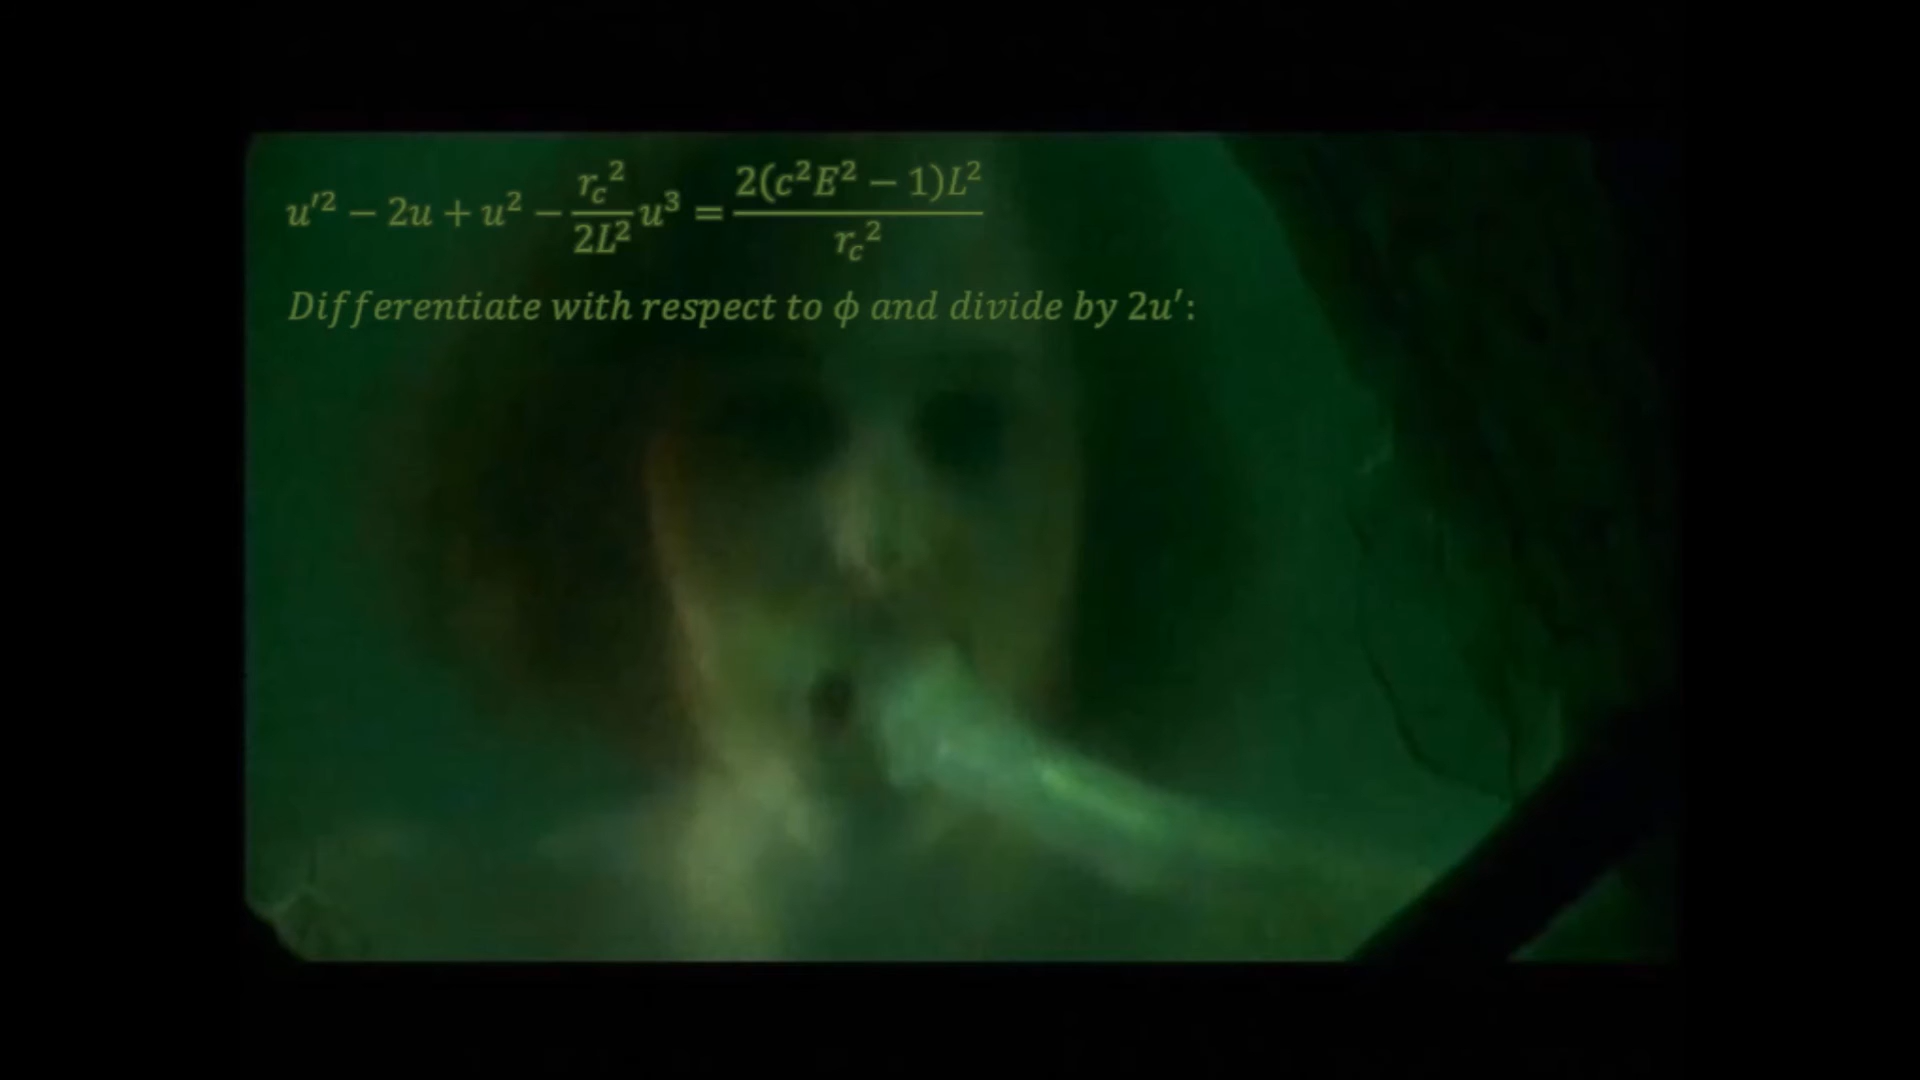 u′² − 2u + u² − r_c²/2L² u³ = 2(c²E² − 1)L²/r_c²
Differentiate with respect to ϕ and divide by 2u′: